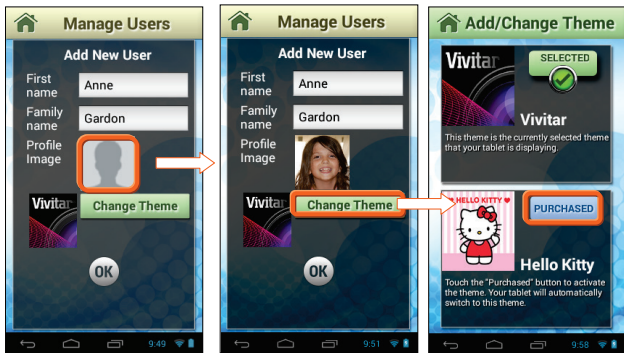 Manage Users
Add New User
First
name
Anne
Family
name
Gardon
Profile
Image
Vivitar
Change Theme
OK
9:49
Manage Users
Add New User
First
name
Anne
Family
name
Gardon
Profile
Image
Vivitar
Change Theme
OK
9:51
Add/Change Theme
Vivitar
SELECTED
Vivitar
This theme is the currently selected theme
that your tablet is displaying.
HELLO KITTY
PURCHASED
Hello Kitty
Touch the "Purchased" button to activate
the theme. Your tablet will automatically
switch to this theme.
9:58